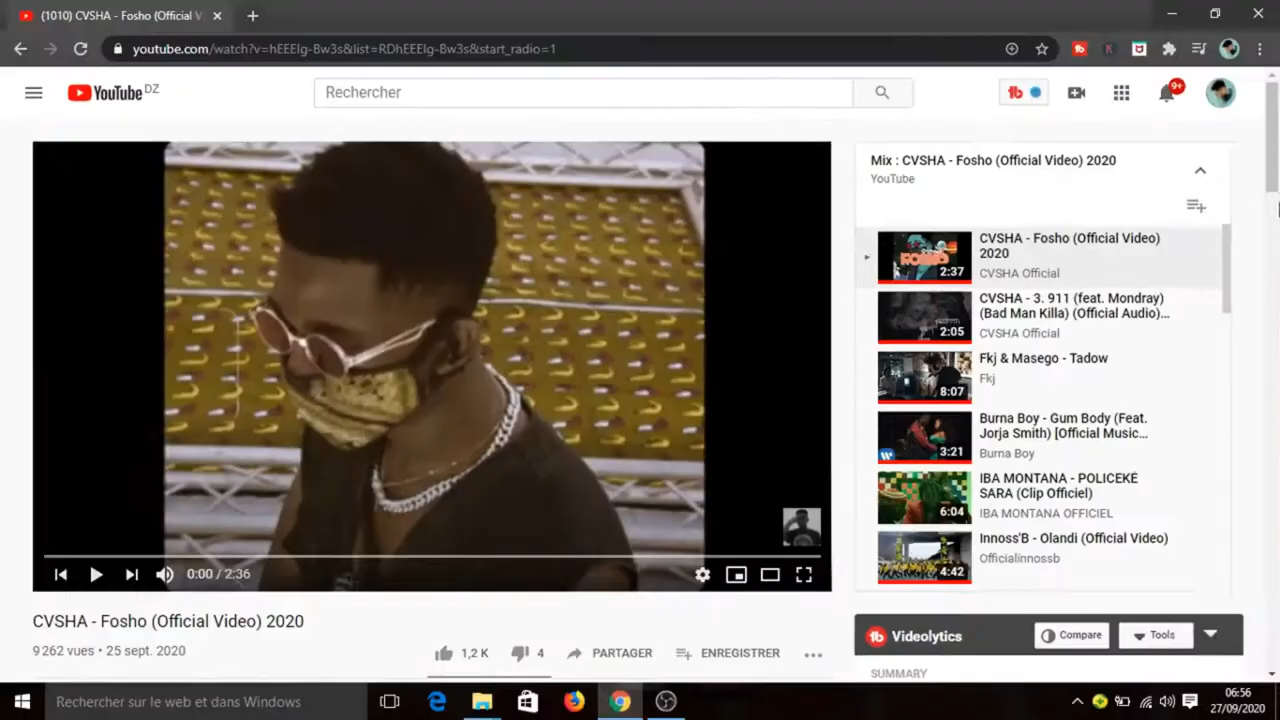 (1010) CVSHA - Fosho (Official V
youtube.com/watch?v=hEEEIg-Bw3s&list=RDhEEEIg-Bw3s&start_radio=1
YouTube DZ
Rechercher
9+
Mix : CVSHA - Fosho (Official Video) 2020
YouTube
CVSHA - Fosho (Official Video)
2020
CVSHA Official
2:37
CVSHA - 3. 911 (feat. Mondray)
(Bad Man Killa) (Official Audio)...
CVSHA Official
2:05
Fkj & Masego - Tadow
Fkj
8:07
Burna Boy - Gum Body (Feat.
Jorja Smith) [Official Music...
Burna Boy
3:21
IBA MONTANA - POLICEKÈ
SARA (Clip Officiel)
IBA MONTANA OFFICIEL
6:04
Innoss'B - Olandi (Official Video)
Officialinnossb
4:42
0:00 / 2:36
CVSHA - Fosho (Official Video) 2020
9 262 vues • 25 sept. 2020
1,2 K
4
PARTAGER
ENREGISTRER
Videolytics
Compare
Tools
SUMMARY
Rechercher sur le web et dans Windows
06:56
27/09/2020